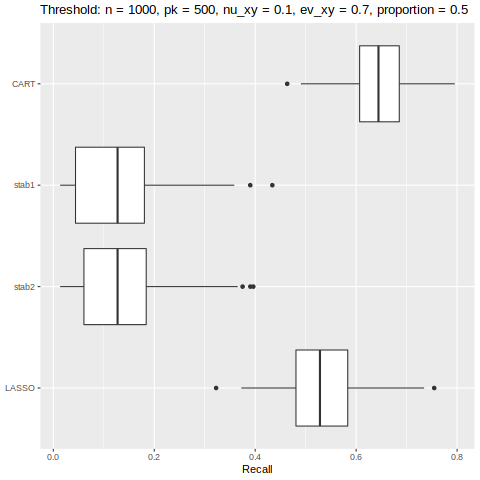 Threshold: n = 1000, pk = 500, nu_xy = 0.1, ev_xy = 0.7, proportion = 0.5
CART
stab1
stab2
LASSO
0.0 0.2 0.4 0.6 0.8
Recall